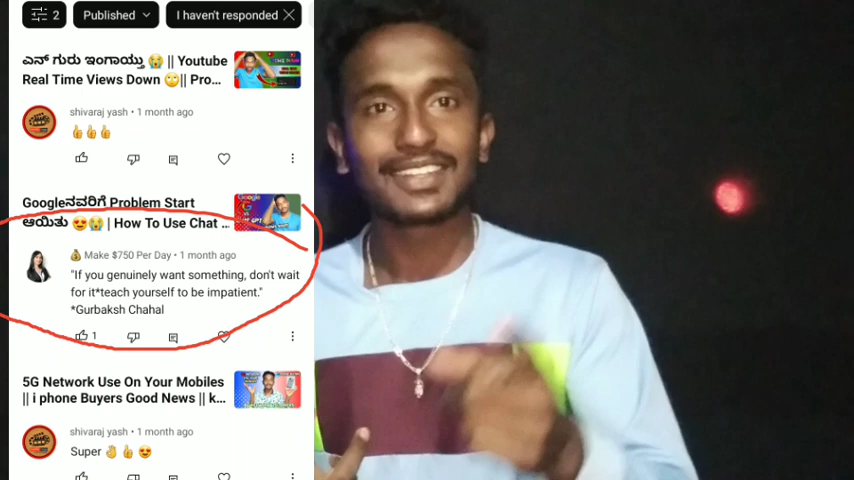 2 Published I haven't responded
ಎನ್ ಗುರು ಇಂಗಾಯ್ತು 😭 || Youtube
Real Time Views Down 🙄|| Pro...
shivaraj yash • 1 month ago
👍👍👍
Googleನವರಿಗೆ Problem Start
ಆಯಿತು 😍😭 | How To Use Chat ...
💰 Make $750 Per Day • 1 month ago
"If you genuinely want something, don't wait
for it*teach yourself to be impatient."
*Gurbaksh Chahal
1
5G Network Use On Your Mobiles
|| i phone Buyers Good News || k...
shivaraj yash • 1 month ago
Super 👌👍😍